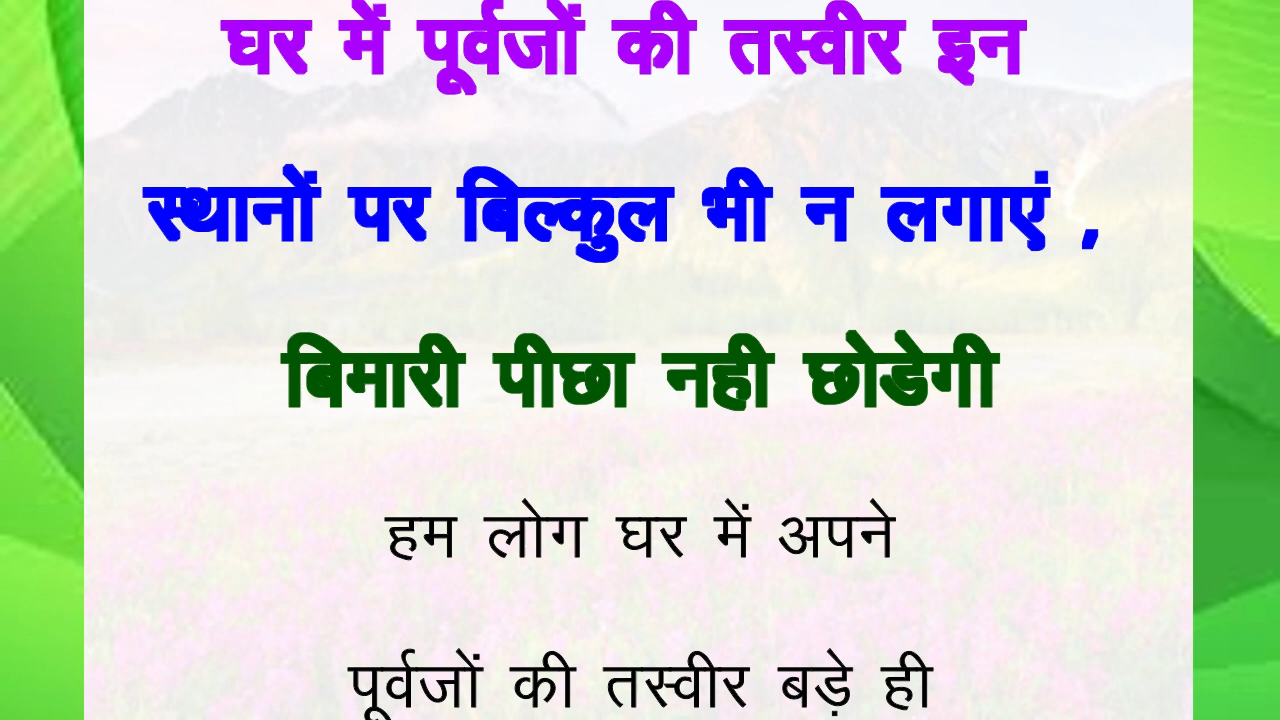 घर में पूर्वजों की तस्वीर इन
स्थानों पर बिल्कुल भी न लगाएं ,
बिमारी पीछा नही छोडेगी
हम लोग घर में अपने
पूर्वजों की तस्वीर बड़े ही